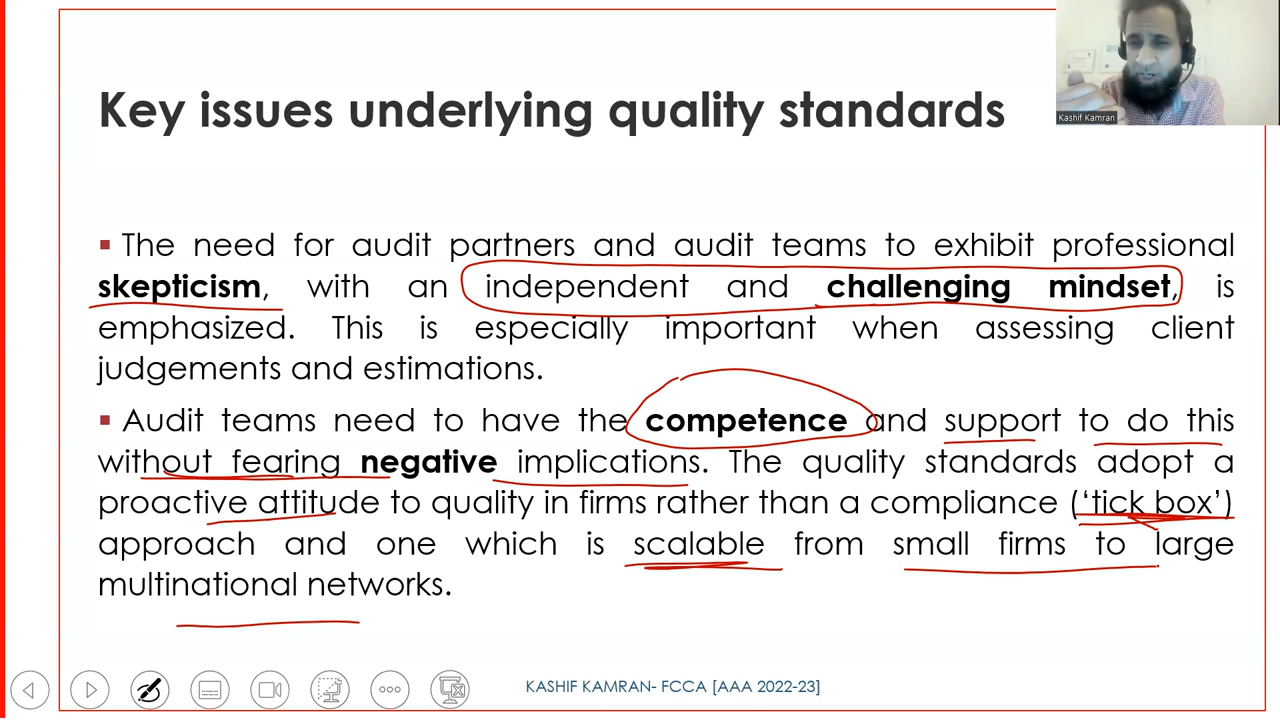 Key issues underlying quality standards
Kashif Kamran
▪ The need for audit partners and audit teams to exhibit professional
skepticism, with an independent and challenging mindset, is
emphasized. This is especially important when assessing client
judgements and estimations.
▪ Audit teams need to have the competence and support to do this
without fearing negative implications. The quality standards adopt a
proactive attitude to quality in firms rather than a compliance (‘tick box’)
approach and one which is scalable from small firms to large
multinational networks.
KASHIF KAMRAN- FCCA [AAA 2022-23]